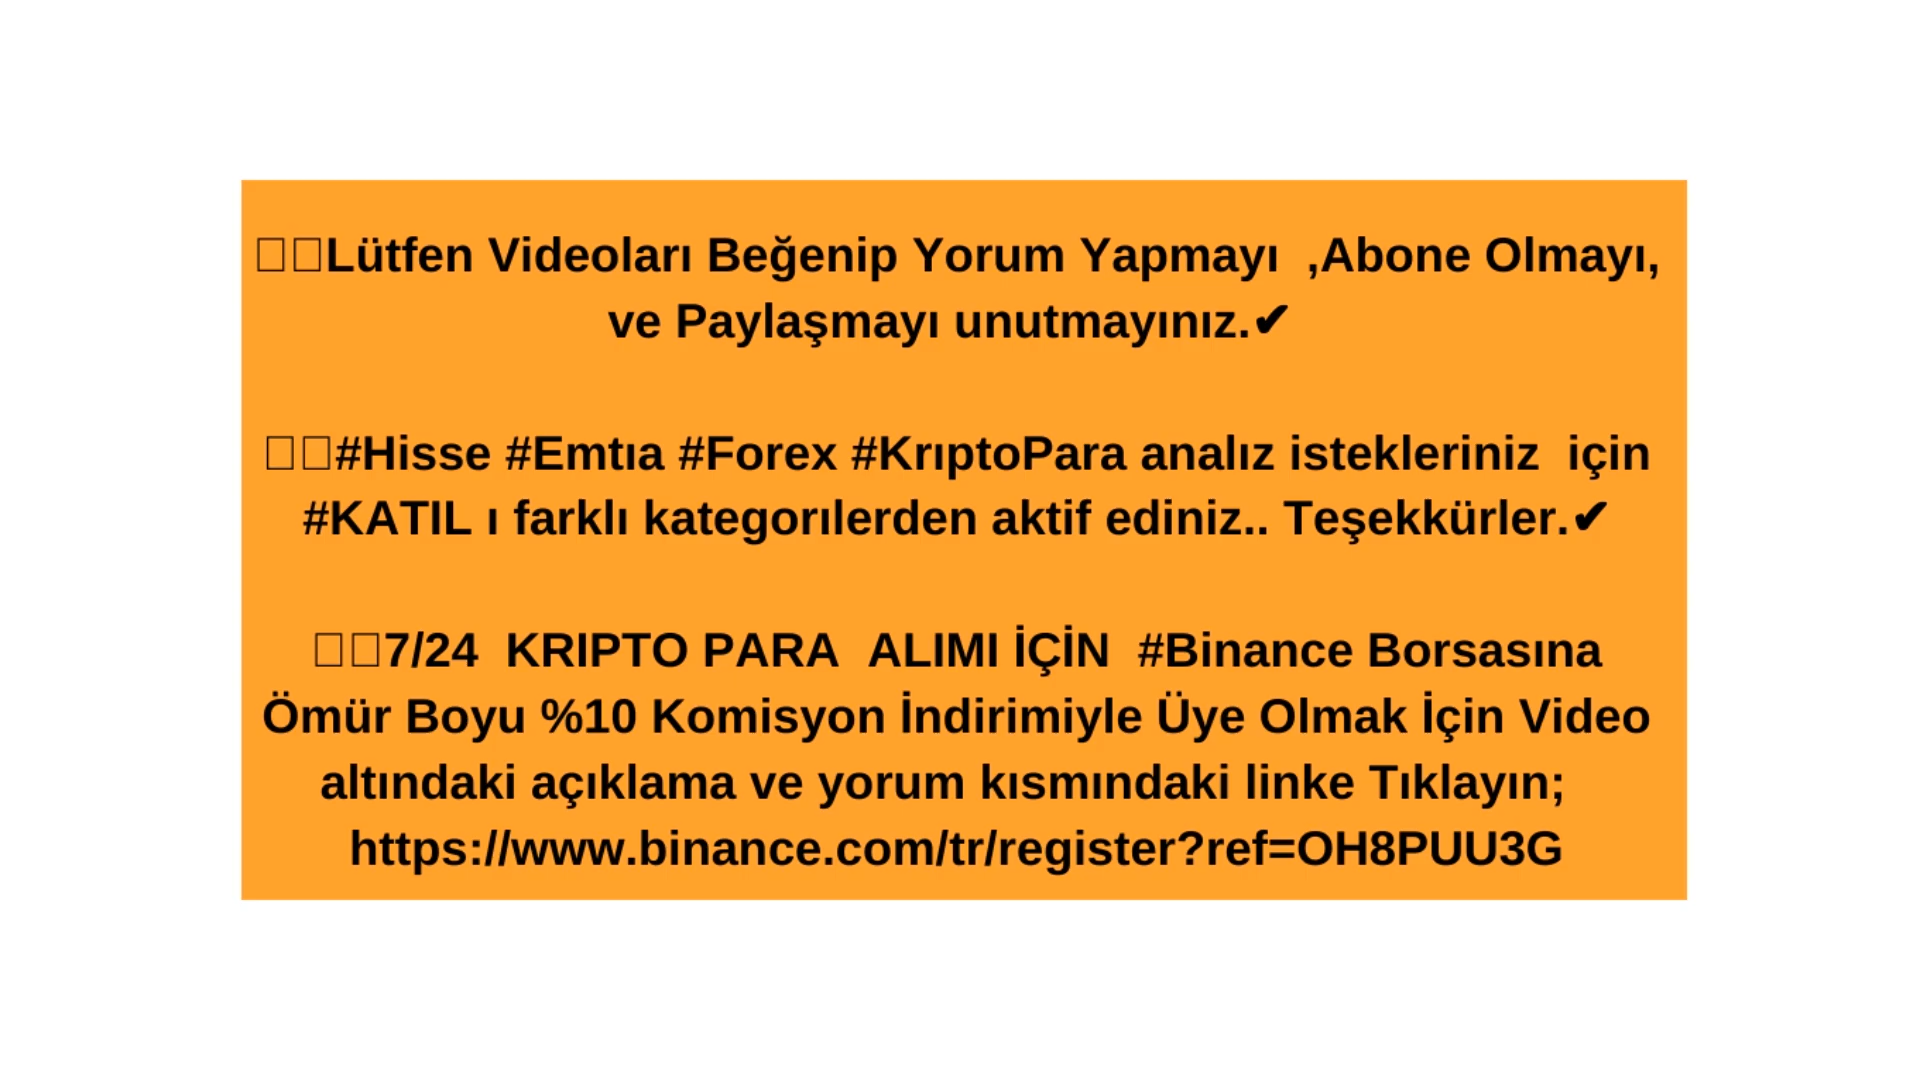 Lütfen Videoları Beğenip Yorum Yapmayı ,Abone Olmayı,
ve Paylaşmayı unutmayınız.✔
#Hisse #Emtıa #Forex #KrıptoPara analız istekleriniz için
#KATIL ı farklı kategorılerden aktif ediniz.. Teşekkürler.✔
7/24 KRIPTO PARA ALIMI İÇİN #Binance Borsasına
Ömür Boyu %10 Komisyon İndirimiyle Üye Olmak İçin Video
altındaki açıklama ve yorum kısmındaki linke Tıklayın;
https://www.binance.com/tr/register?ref=OH8PUU3G